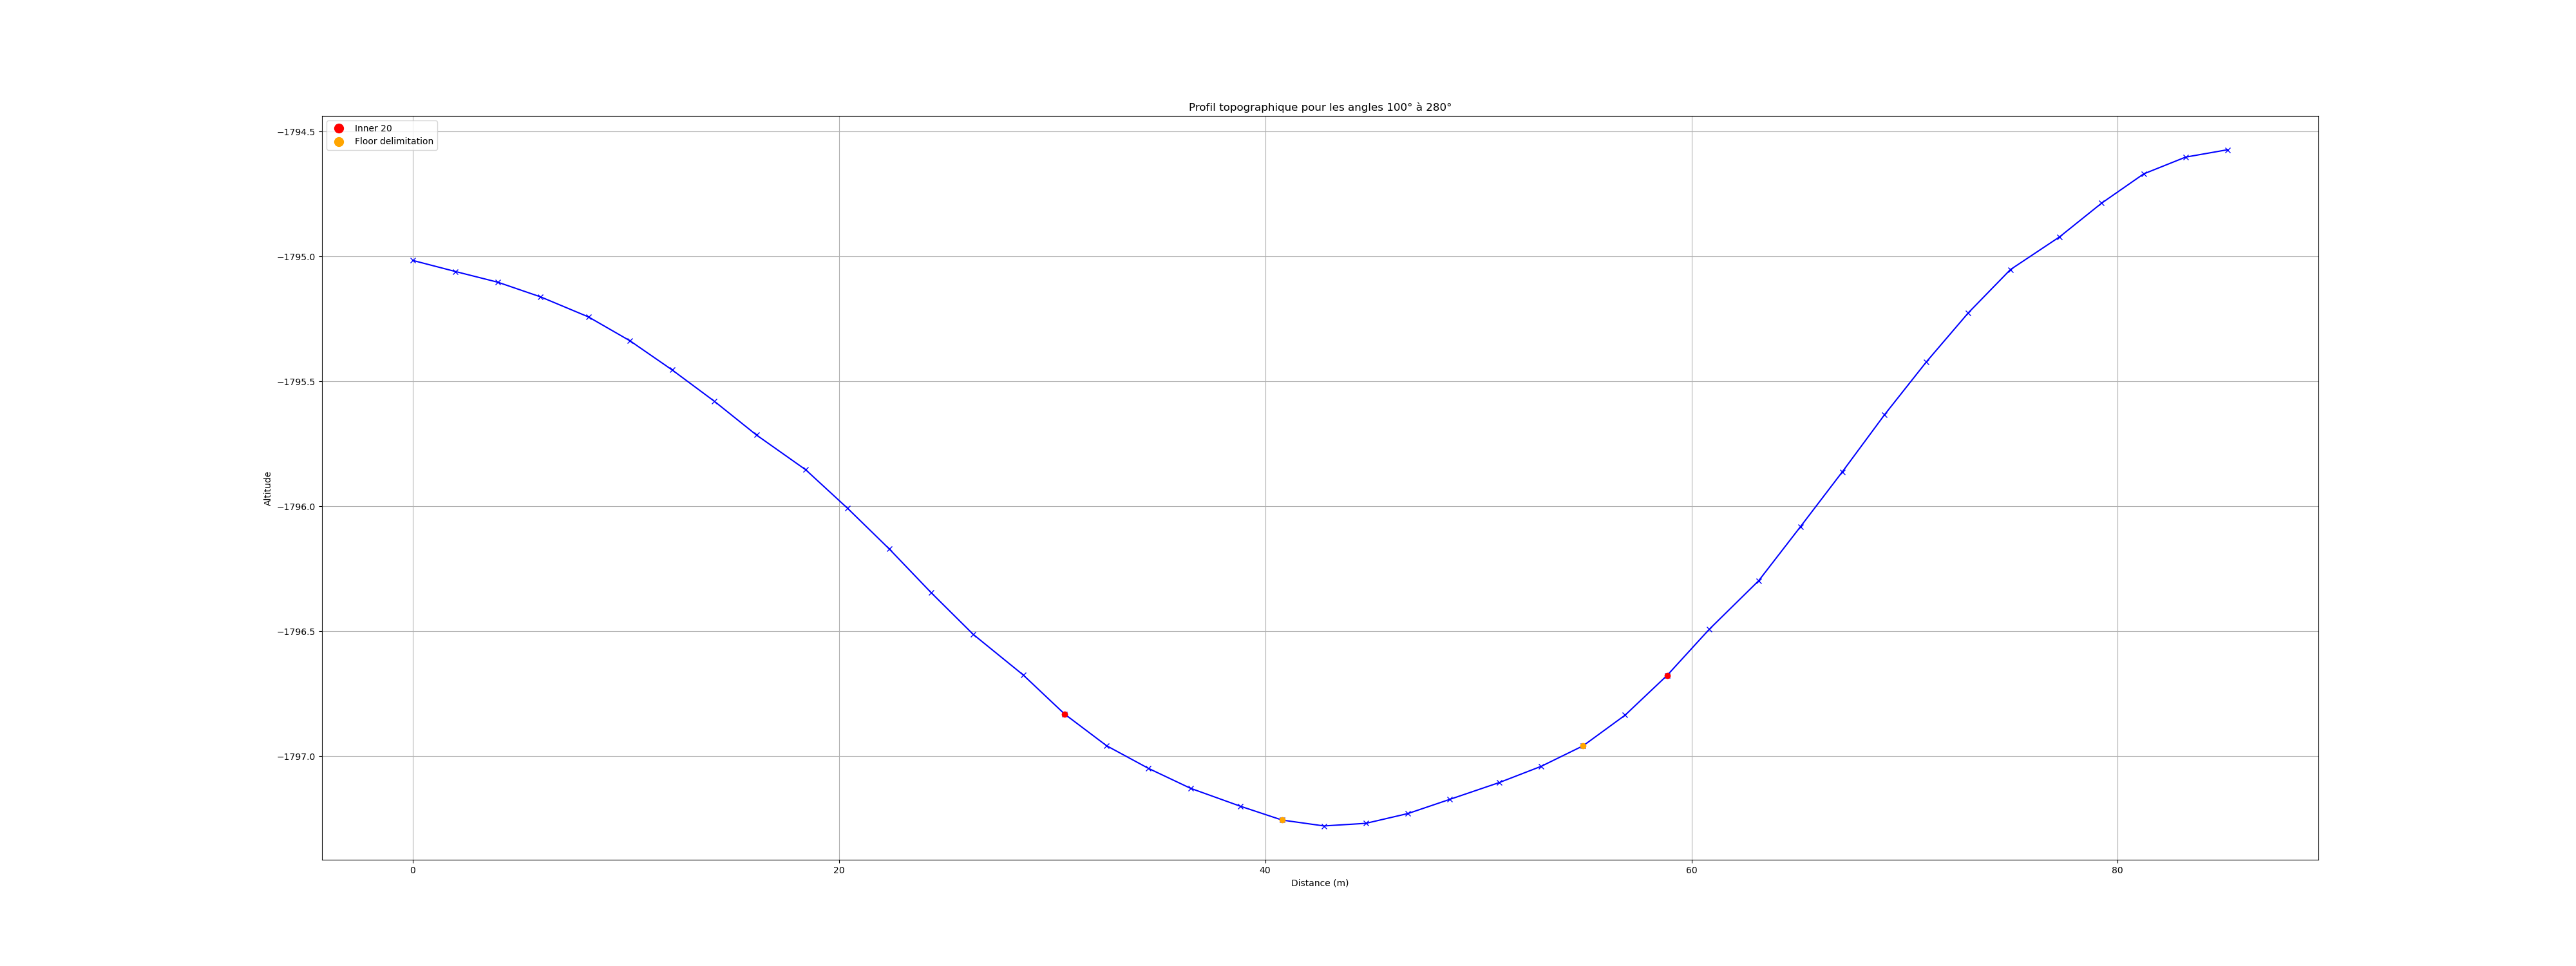 Profil topographique pour les angles 100° à 280°
Inner 20
Floor delimitation
−1794.5
−1795.0
−1795.5
−1796.0
−1796.5
−1797.0
Altitude
0 20 40 60 80
Distance (m)